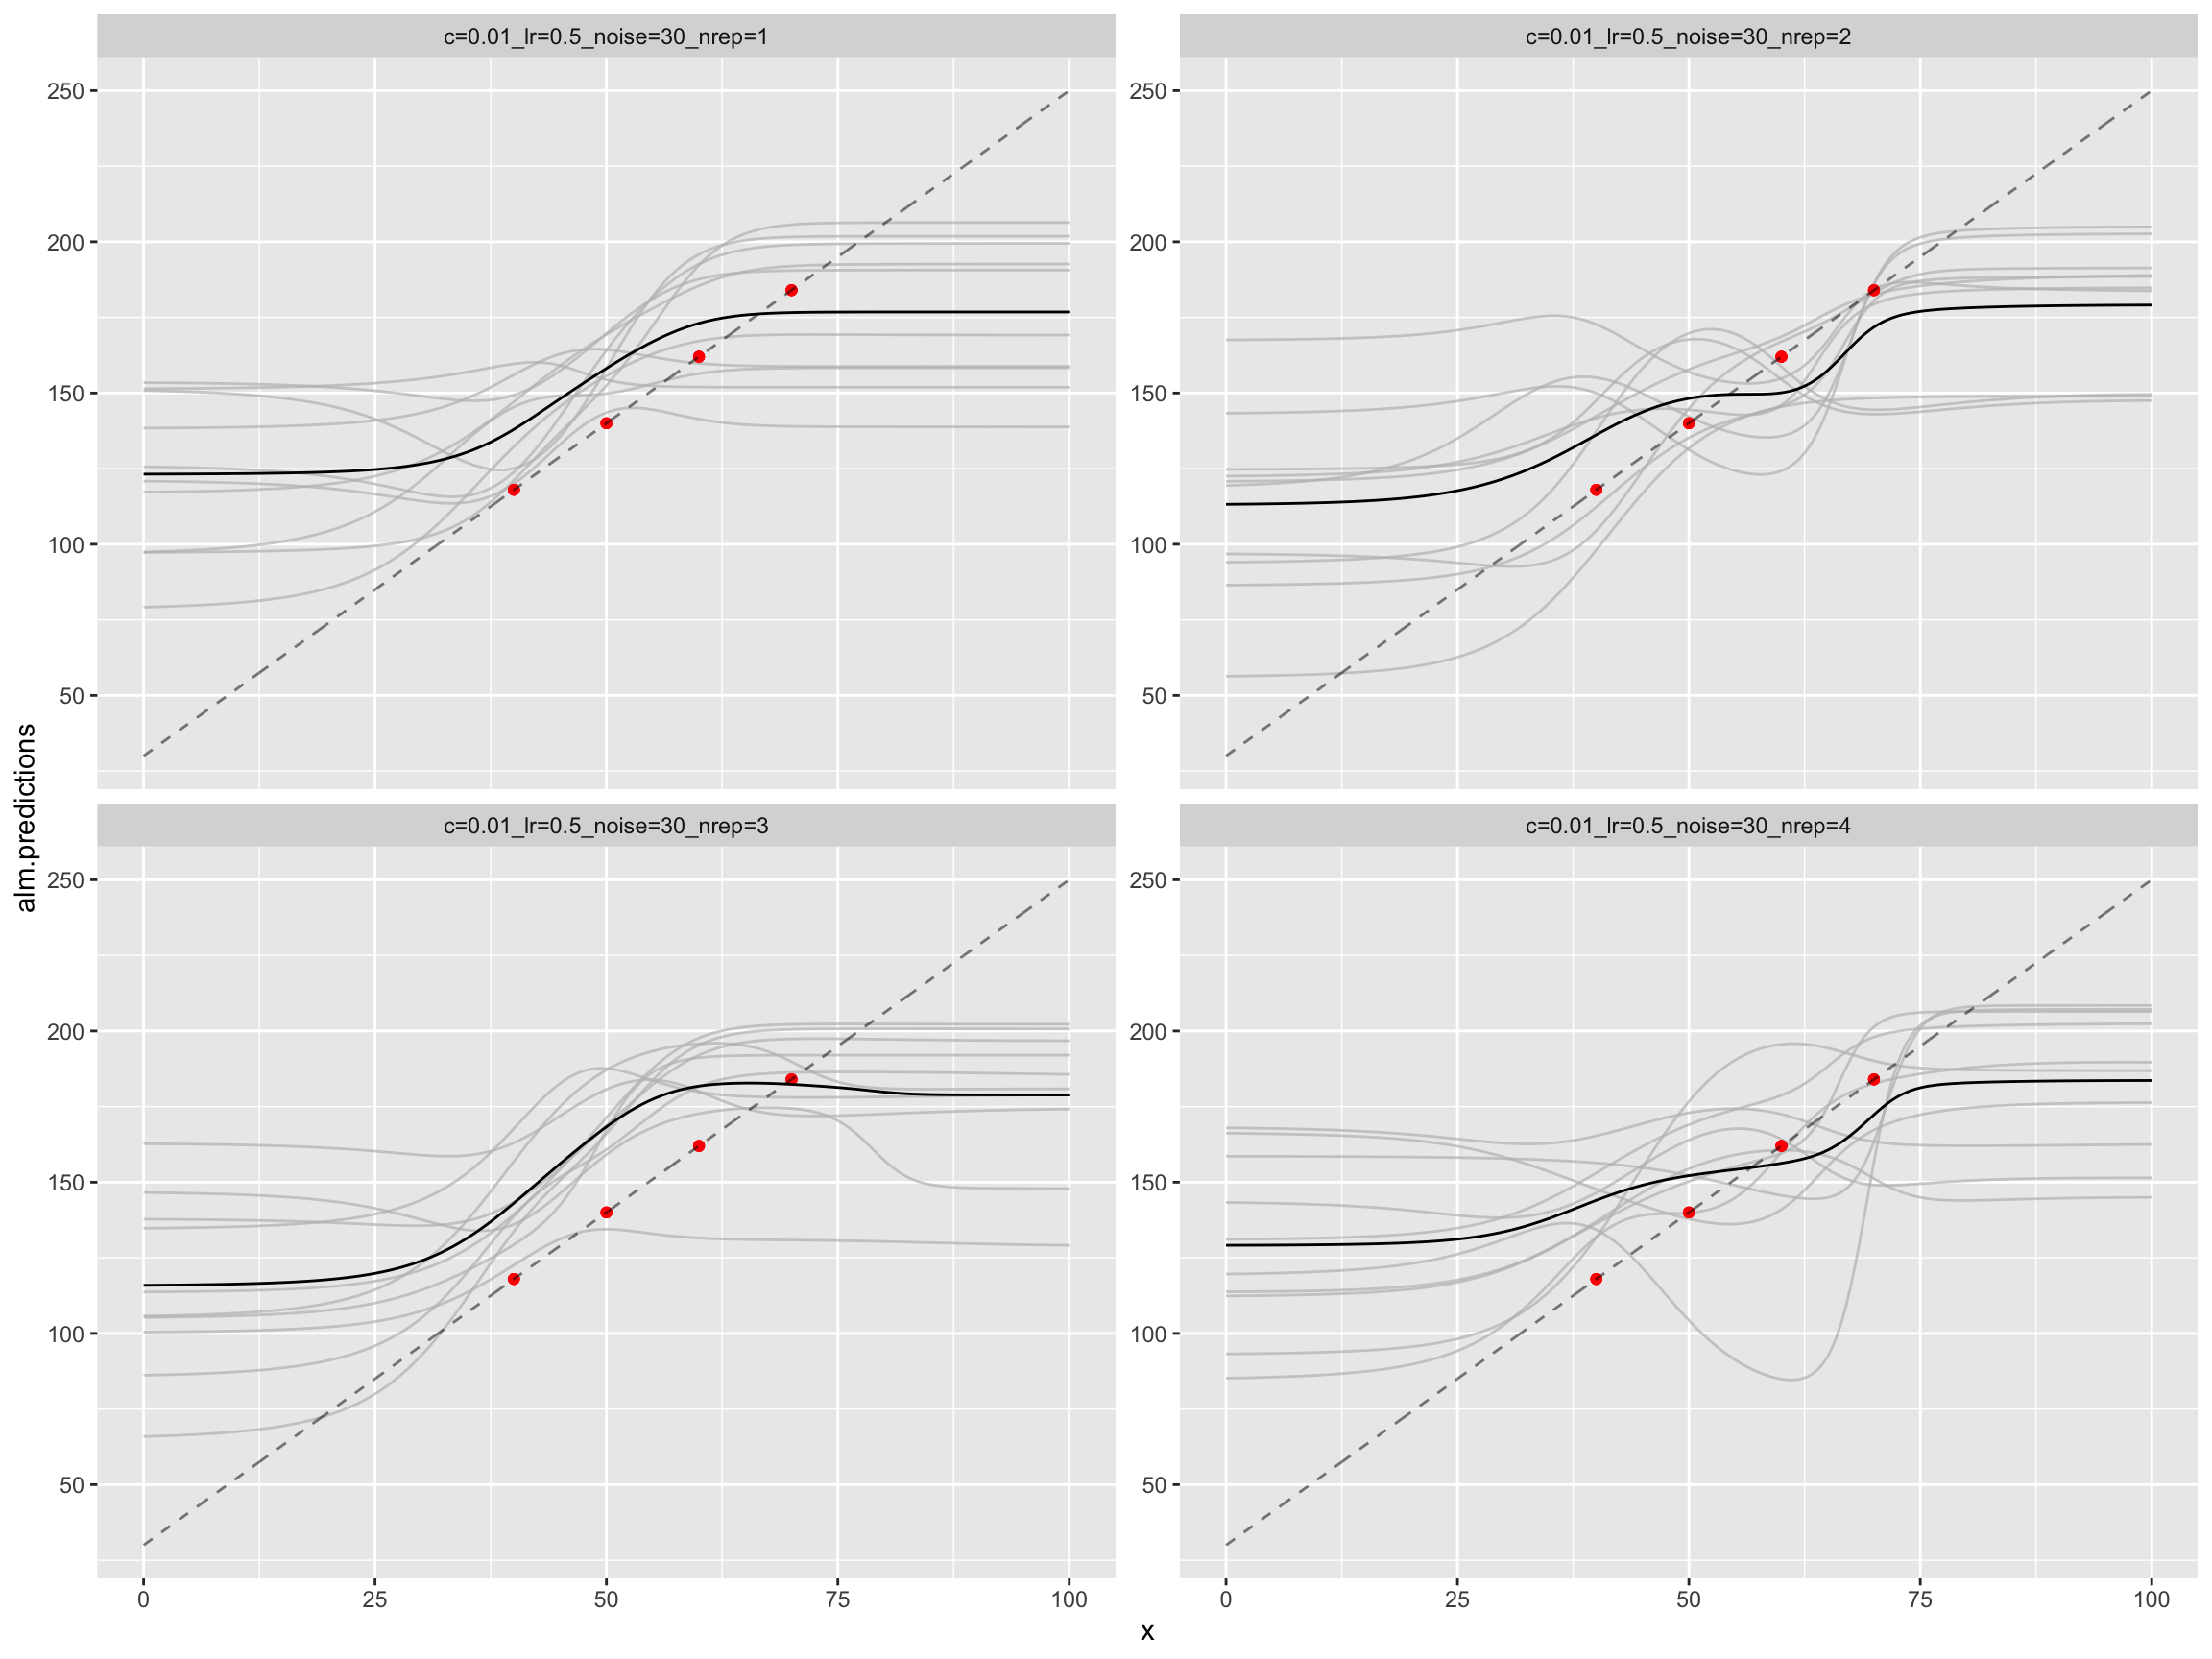 c=0.01_lr=0.5_noise=30_nrep=1
c=0.01_lr=0.5_noise=30_nrep=2
250
200
150
100
50
250
200
150
100
50
alm.predictions
c=0.01_lr=0.5_noise=30_nrep=3
c=0.01_lr=0.5_noise=30_nrep=4
250
200
150
100
50
250
200
150
100
50
0 25 50 75 100
0 25 50 75 100
x